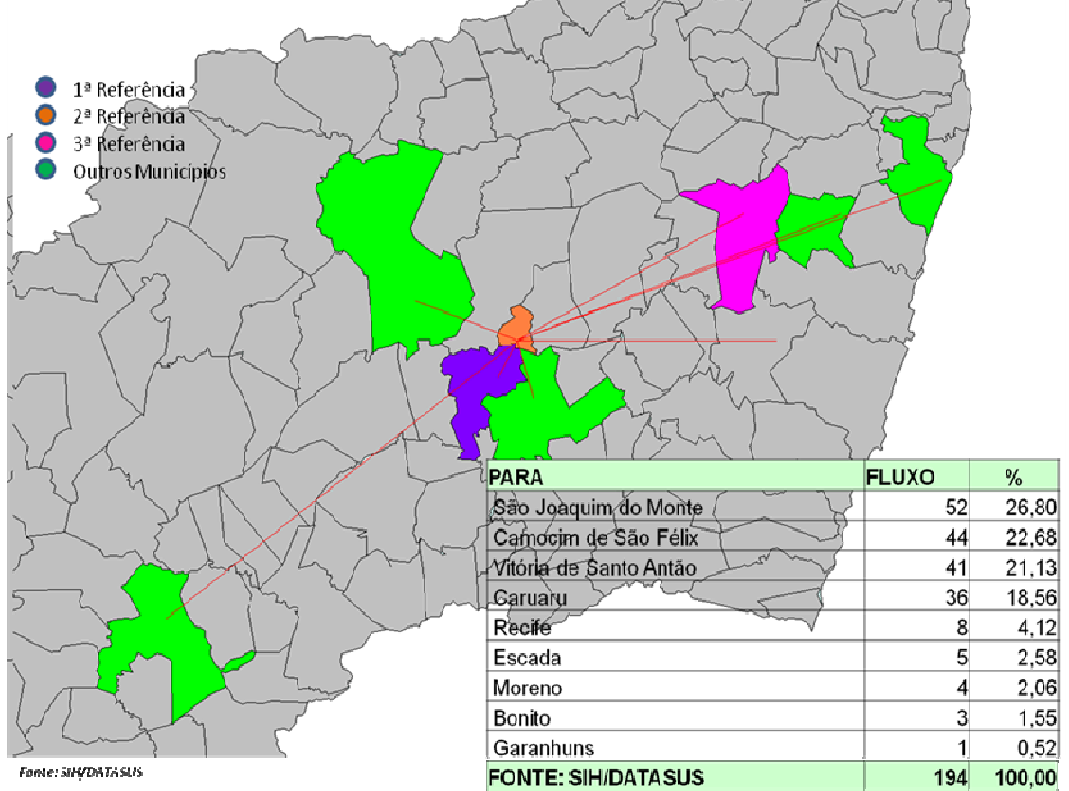 1ª Referência
2ª Referência
3ª Referência
Outros Municípios
PARA FLUXO %
São Joaquim do Monte 52 26,80
Camocim de São Félix 44 22,68
Vitória de Santo Antão 41 21,13
Caruaru 36 18,56
Recife 8 4,12
Escada 5 2,58
Moreno 4 2,06
Bonito 3 1,55
Garanhuns 1 0,52
FONTE: SIH/DATASUS 194 100,00
Fonte: SIH/DATASUS